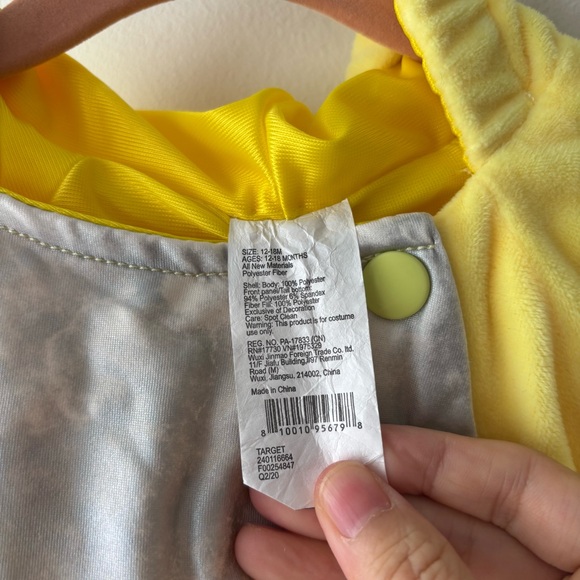 SIZE: 12-18M
AGES: 12-18 MONTHS
All New Materials
Polyester Fiber
Shell: Body: 100% Polyester
Front panel/Tail bottom:
94% Polyester 6% Spandex
Fiber Fill: 100% Polyester
Exclusive of Decoration
Care: Spot Clean
Warning: This product is for costume
use only.
REG. NO. PA-17833 (CN)
RN#17730 VN#1975329
Wuxi Jinmao Foreign Trade Co. ltd.
11/F Jiafu Building,#97 Renmin
Road (M)
Wuxi, Jiangsu, 214002, China
Made in China
8 10010 95679 8
TARGET
240116664
F00254847
Q2/20